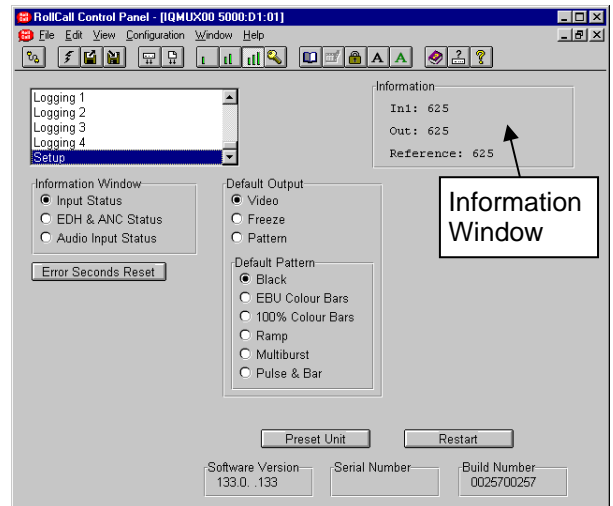 RollCall Control Panel - [IQMUX00 5000:D1:01]
File Edit View Configuration Window Help
Logging 1
Logging 2
Logging 3
Logging 4
Setup
Information
In1: 625
Out: 625
Reference: 625
Information
Window
Information Window
Input Status
EDH & ANC Status
Audio Input Status
Error Seconds Reset
Default Output
Video
Freeze
Pattern
Default Pattern
Black
EBU Colour Bars
100% Colour Bars
Ramp
Multiburst
Pulse & Bar
Preset Unit
Restart
Software Version
133.0. .133
Serial Number
Build Number
0025700257